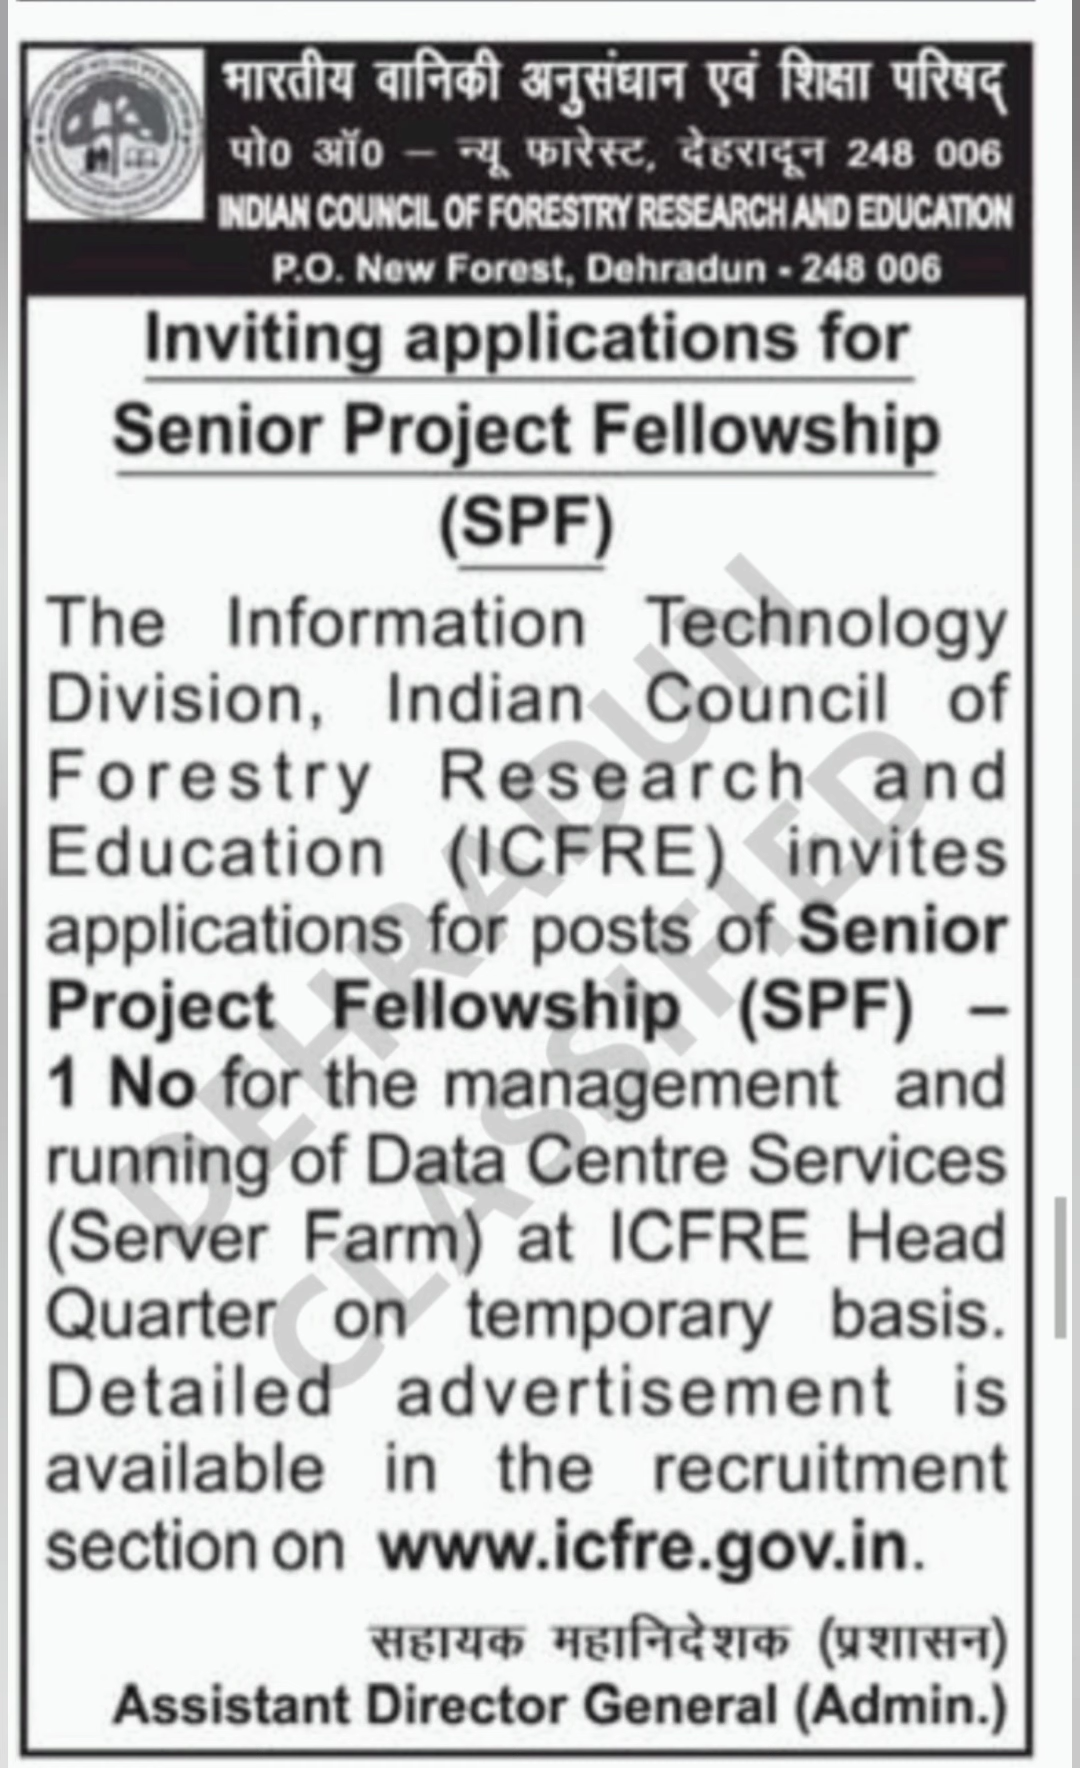 भारतीय वानिकी अनुसंधान एवं शिक्षा परिषद्
पो0 ऑ0 – न्यू फारेस्ट, देहरादून 248 006
INDIAN COUNCIL OF FORESTRY RESEARCH AND EDUCATION
P.O. New Forest, Dehradun - 248 006
Inviting applications for
Senior Project Fellowship
(SPF)
The Information Technology
Division, Indian Council of
Forestry Research and
Education (ICFRE) invites
applications for posts of Senior
Project Fellowship (SPF) –
1 No for the management and
running of Data Centre Services
(Server Farm) at ICFRE Head
Quarter on temporary basis.
Detailed advertisement is
available in the recruitment
section on www.icfre.gov.in.
सहायक महानिदेशक (प्रशासन)
Assistant Director General (Admin.)
DEHRADUN
CLASSIFIED